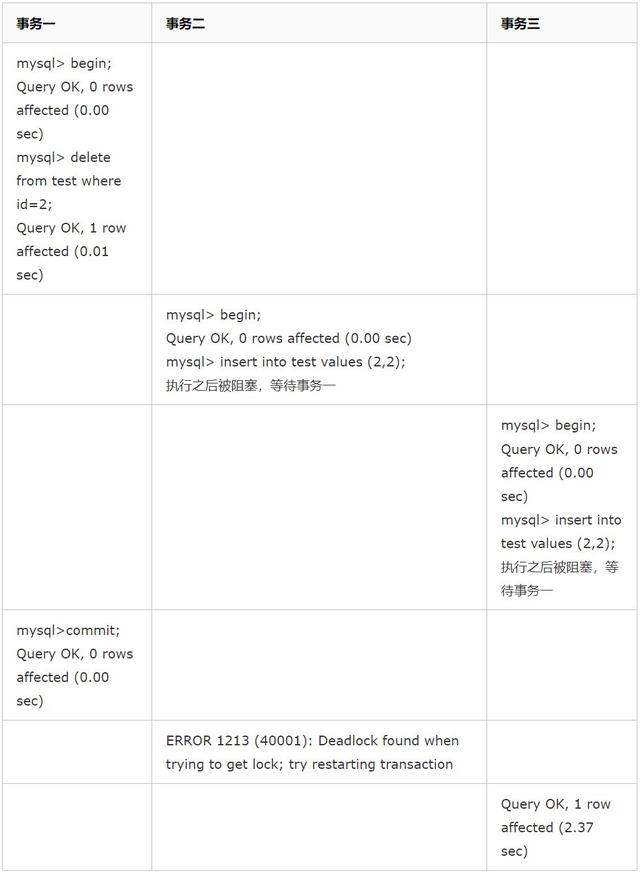 事务一 事务二 事务三
mysql> begin;
Query OK, 0 rows
affected (0.00
sec)
mysql> delete
from test where
id=2;
Query OK, 1 row
affected (0.01
sec)
mysql> begin;
Query OK, 0 rows affected (0.00 sec)
mysql> insert into test values (2,2);
执行之后被阻塞，等待事务一
mysql> begin;
Query OK, 0 rows
affected (0.00
sec)
mysql> insert into
test values (2,2);
执行之后被阻塞，等
待事务一
mysql>commit;
Query OK, 0 rows
affected (0.00
sec)
ERROR 1213 (40001): Deadlock found when
trying to get lock; try restarting transaction
Query OK, 1 row
affected (2.37
sec)